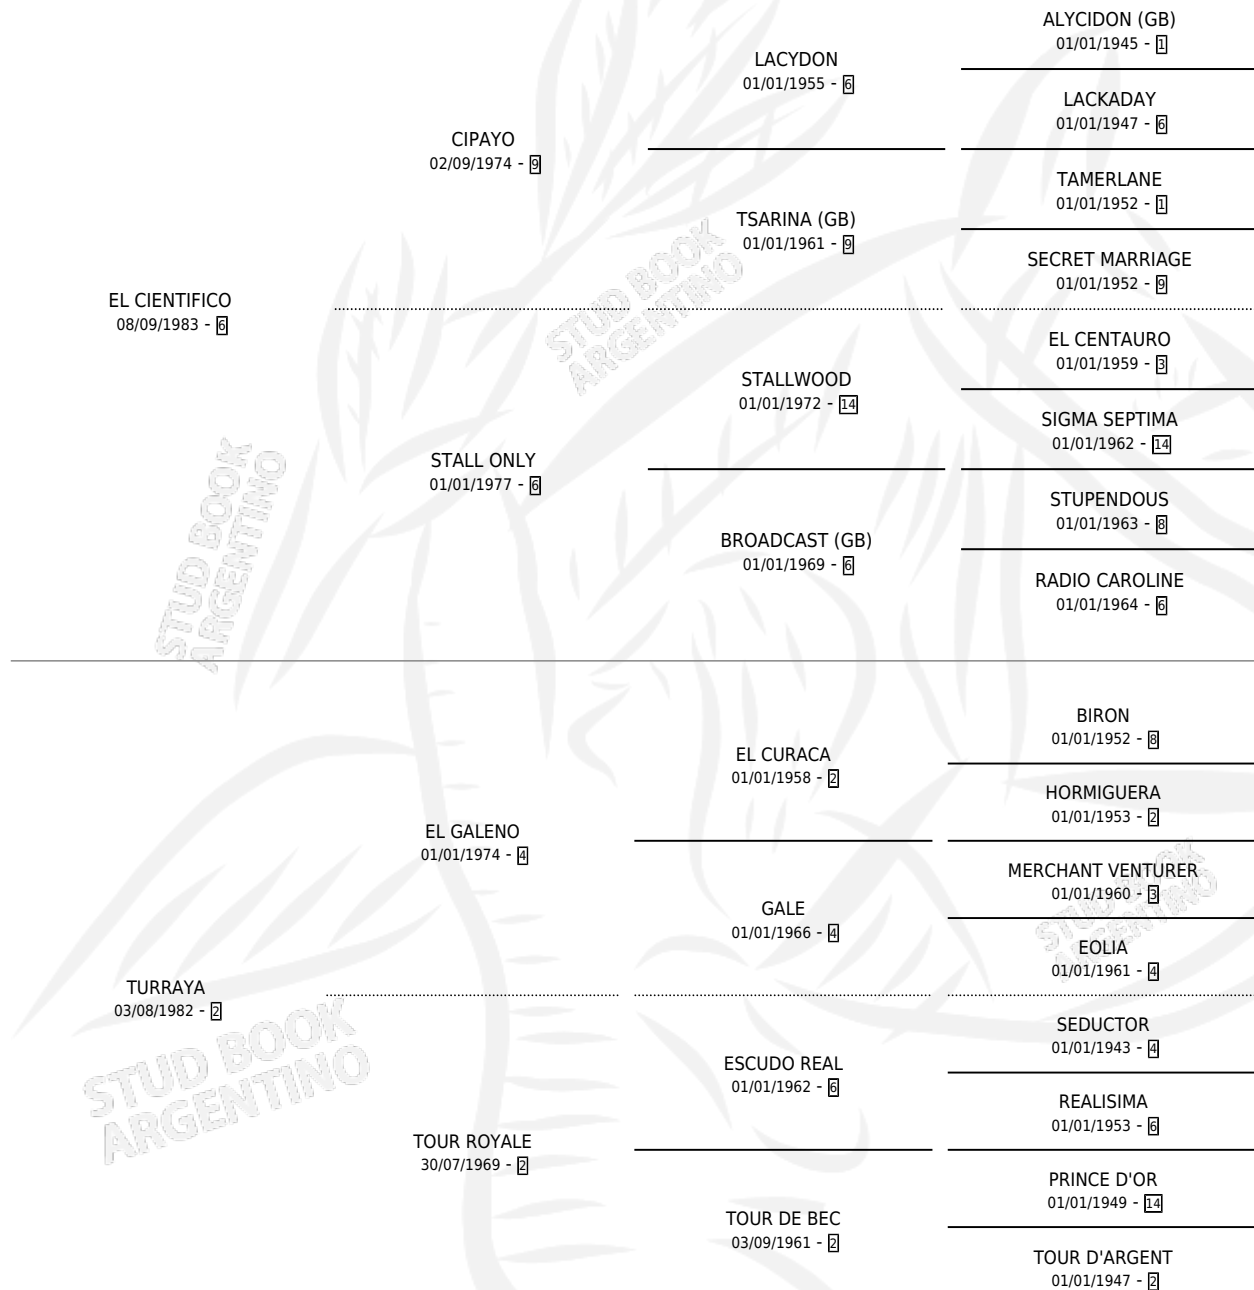 ALYCIDON (GB)
01/01/1945 - 1
LACYDON
01/01/1955 - 6
LACKADAY
01/01/1947 - 6
CIPAYO
02/09/1974 - 9
TAMERLANE
01/01/1952 - 1
TSARINA (GB)
01/01/1961 - 9
SECRET MARRIAGE
01/01/1952 - 9
EL CIENTIFICO
08/09/1983 - 6
STUD BOOK
ARGENTINO
EL CENTAURO
01/01/1959 - 3
STALLWOOD
01/01/1972 - 14
SIGMA SEPTIMA
01/01/1962 - 14
STALL ONLY
01/01/1977 - 6
STUPENDOUS
01/01/1963 - 8
BROADCAST (GB)
01/01/1969 - 6
RADIO CAROLINE
01/01/1964 - 6
STUD BOOK
ARGENTINO
BIRON
01/01/1952 - 8
EL CURACA
01/01/1958 - 2
HORMIGUERA
01/01/1953 - 2
EL GALENO
01/01/1974 - 4
MERCHANT VENTURER
01/01/1960 - 3
GALE
01/01/1966 - 4
STUD BOOK
ARGENTINO
EOLIA
01/01/1961 - 4
TURRAYA
03/08/1982 - 2
STUD BOOK
ARGENTINO
SEDUCTOR
01/01/1943 - 4
ESCUDO REAL
01/01/1962 - 6
REALISIMA
01/01/1953 - 6
TOUR ROYALE
30/07/1969 - 2
PRINCE D'OR
01/01/1949 - 14
TOUR DE BEC
03/09/1961 - 2
TOUR D'ARGENT
01/01/1947 - 2